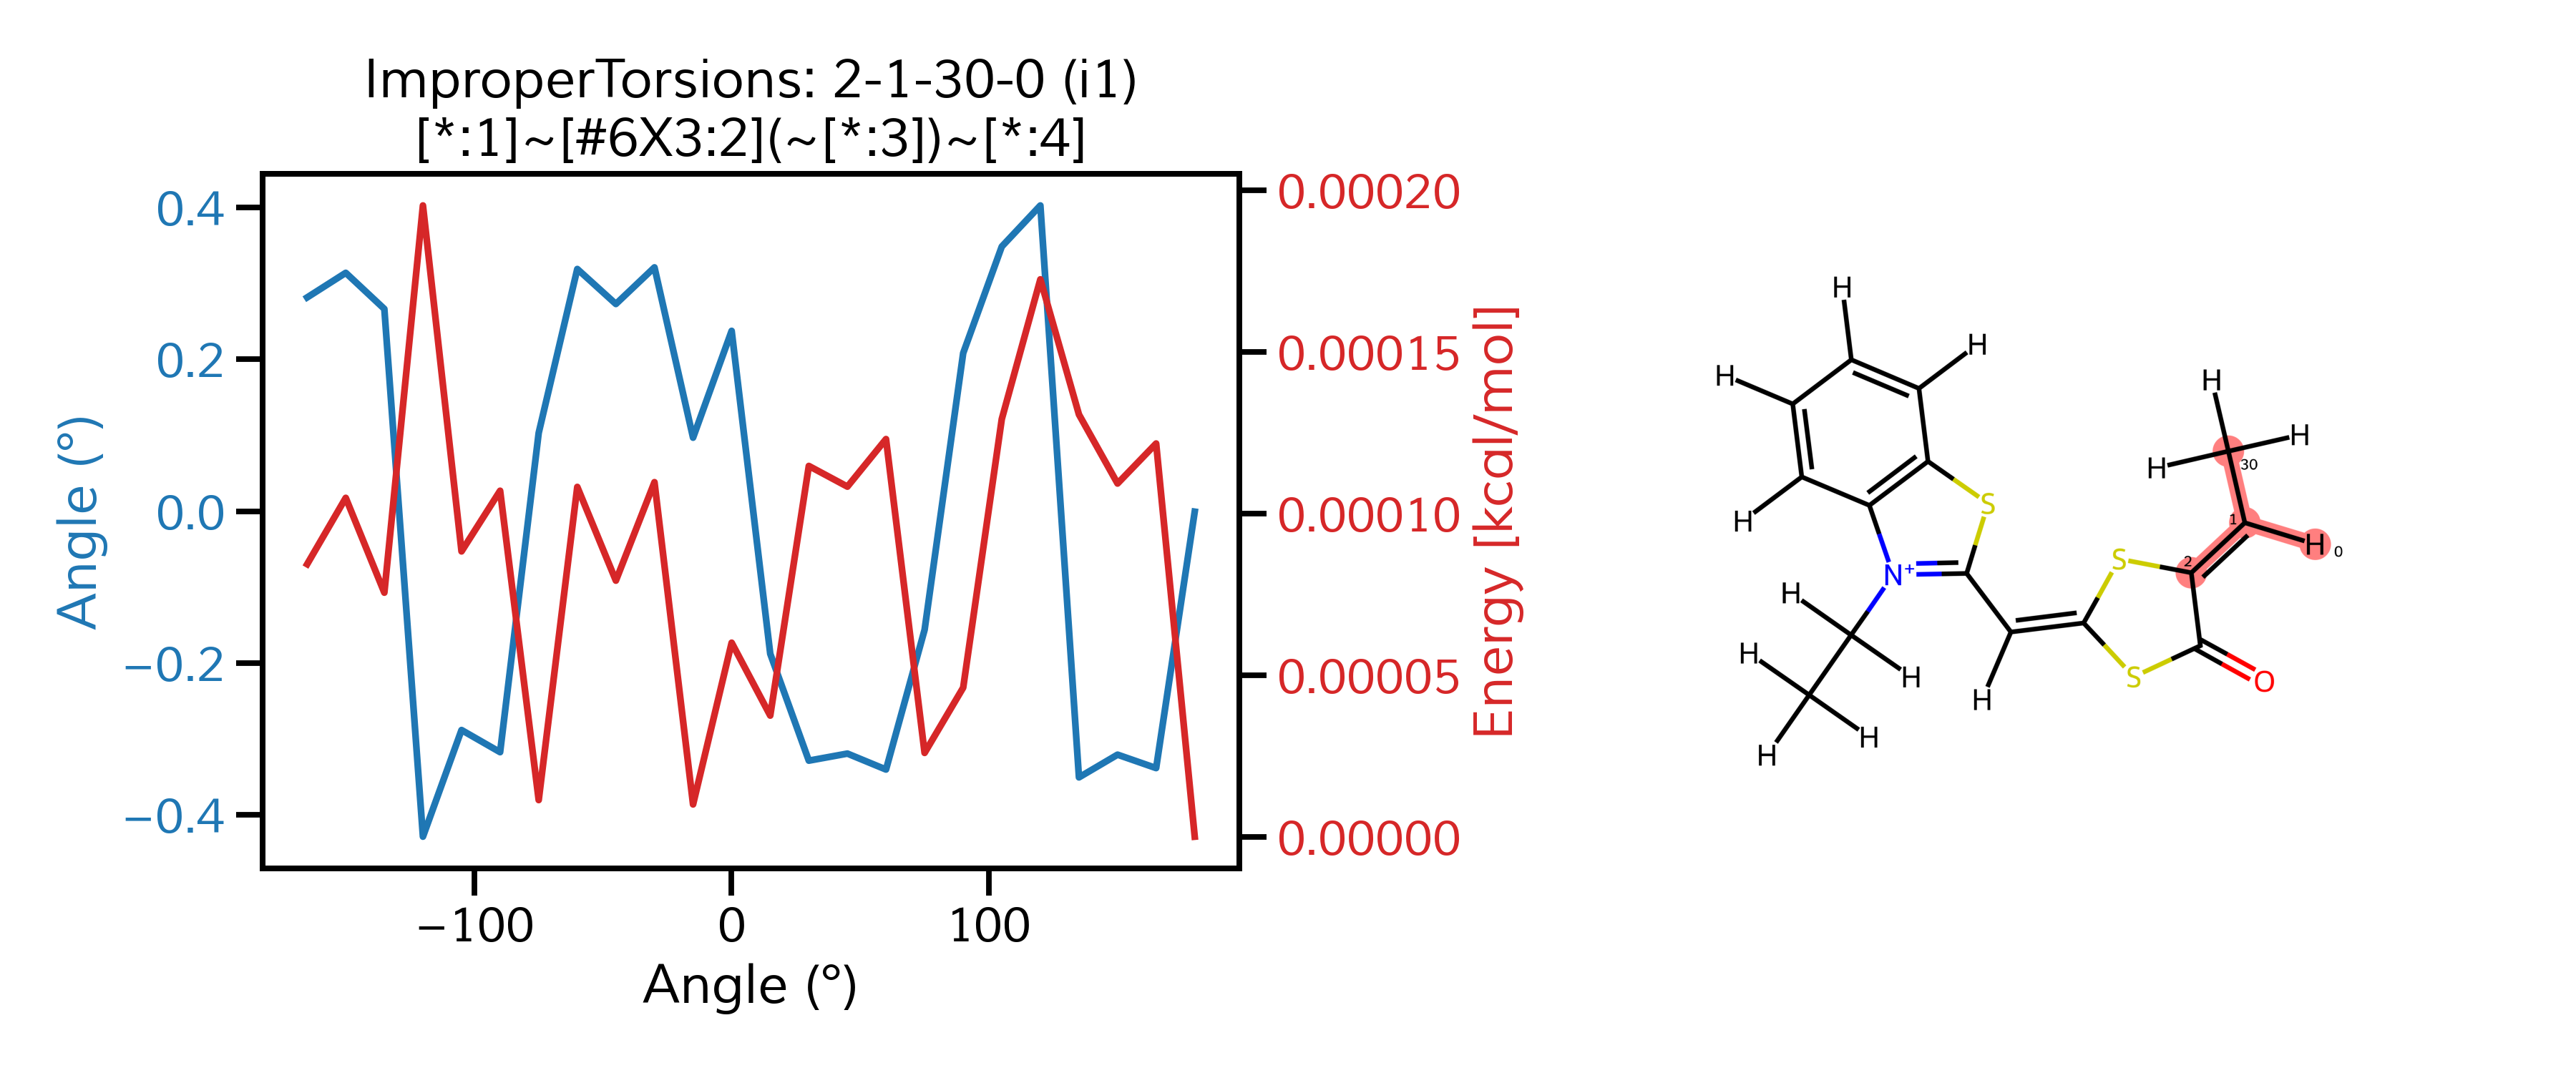 ImproperTorsions: 2-1-30-0 (i1)
[*:1]~[#6X3:2](~[*:3])~[*:4]
0.4
0.2
0.0
−0.2
−0.4
Angle (°)
−100
0
100
Angle (°)
0.00020
0.00015
0.00010
0.00005
0.00000
Energy [kcal/mol]
H
H
H
H
H
H
H
30
S
1
H 0
2
S
N+
H
H
H
H
S
O
H
H
H